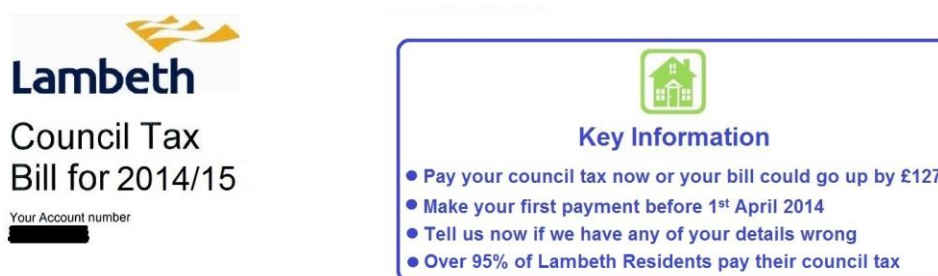 Lambeth
Council Tax
Bill for 2014/15
Your Account number
Key Information
● Pay your council tax now or your bill could go up by £127
● Make your first payment before 1st April 2014
● Tell us now if we have any of your details wrong
● Over 95% of Lambeth Residents pay their council tax